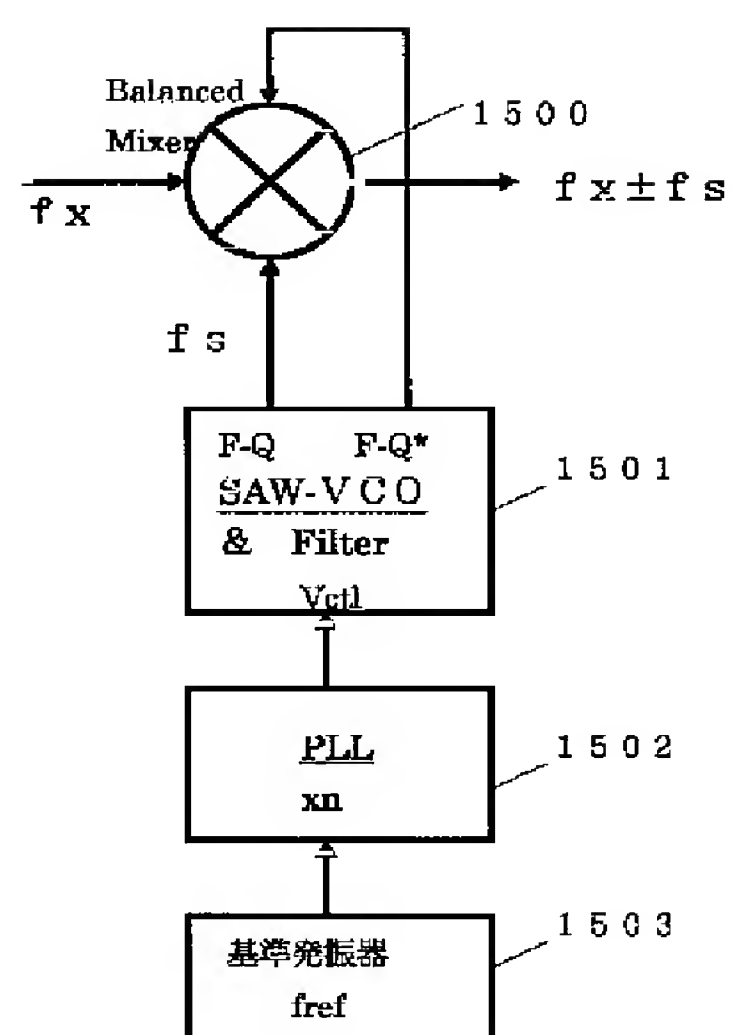 Balanced
Mixer
1500
fx
fx±fs
fs
F-Q F-Q*
SAW-VCO
& Filter
Vctl
1501
PLL
xn
1502
基準発振器
fref
1503